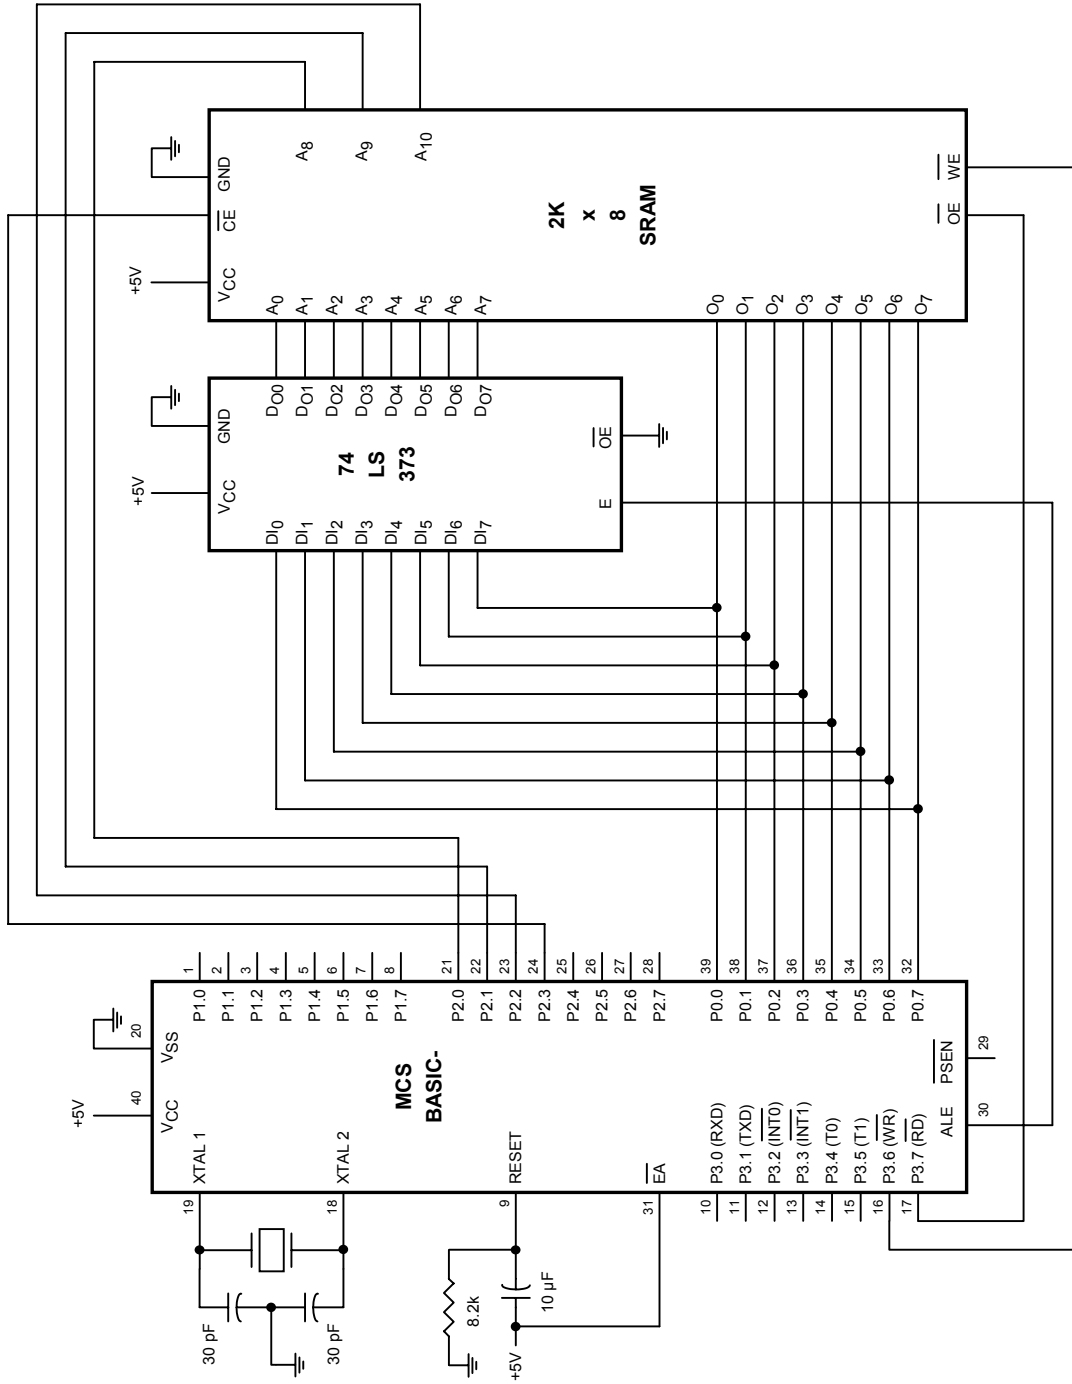 +5V
+5V
+5V
VCC
CE
GND
A8
A9
A10
A0
A1
A2
A3
A4
A5
A6
A7
2K
x
8
SRAM
O0
O1
O2
O3
O4
O5
O6
O7
OE
WE
VCC
GND
DO0
DO1
DO2
DO3
DO4
DO5
DO6
DO7
74
LS
373
DI0
DI1
DI2
DI3
DI4
DI5
DI6
DI7
E
OE
40
20
VCC
VSS
1
2
3
4
5
6
7
8
P1.0
P1.1
P1.2
P1.3
P1.4
P1.5
P1.6
P1.7
21
22
23
24
25
26
27
28
P2.0
P2.1
P2.2
P2.3
P2.4
P2.5
P2.6
P2.7
39
38
37
36
35
34
33
32
P0.0
P0.1
P0.2
P0.3
P0.4
P0.5
P0.6
P0.7
MCS
BASIC-
PSEN
29
ALE
30
XTAL 1
19
XTAL 2
18
RESET
9
EA
31
P3.0 (RXD)
P3.1 (TXD)
P3.2 (INT0)
P3.3 (INT1)
P3.4 (T0)
P3.5 (T1)
P3.6 (WR)
P3.7 (RD)
10
11
12
13
14
15
16
17
30 pF
30 pF
8.2k
10 µF
+5V